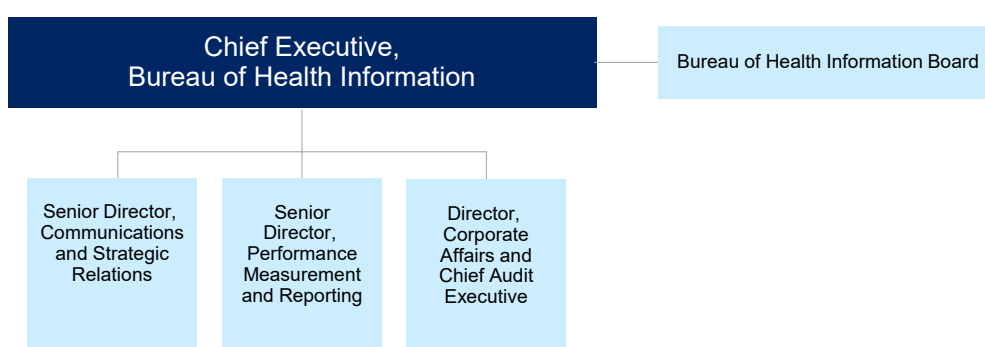 Chief Executive,
Bureau of Health Information
Bureau of Health Information Board
Senior Director,
Communications
and Strategic
Relations
Senior
Director,
Performance
Measurement
and Reporting
Director,
Corporate
Affairs and
Chief Audit
Executive